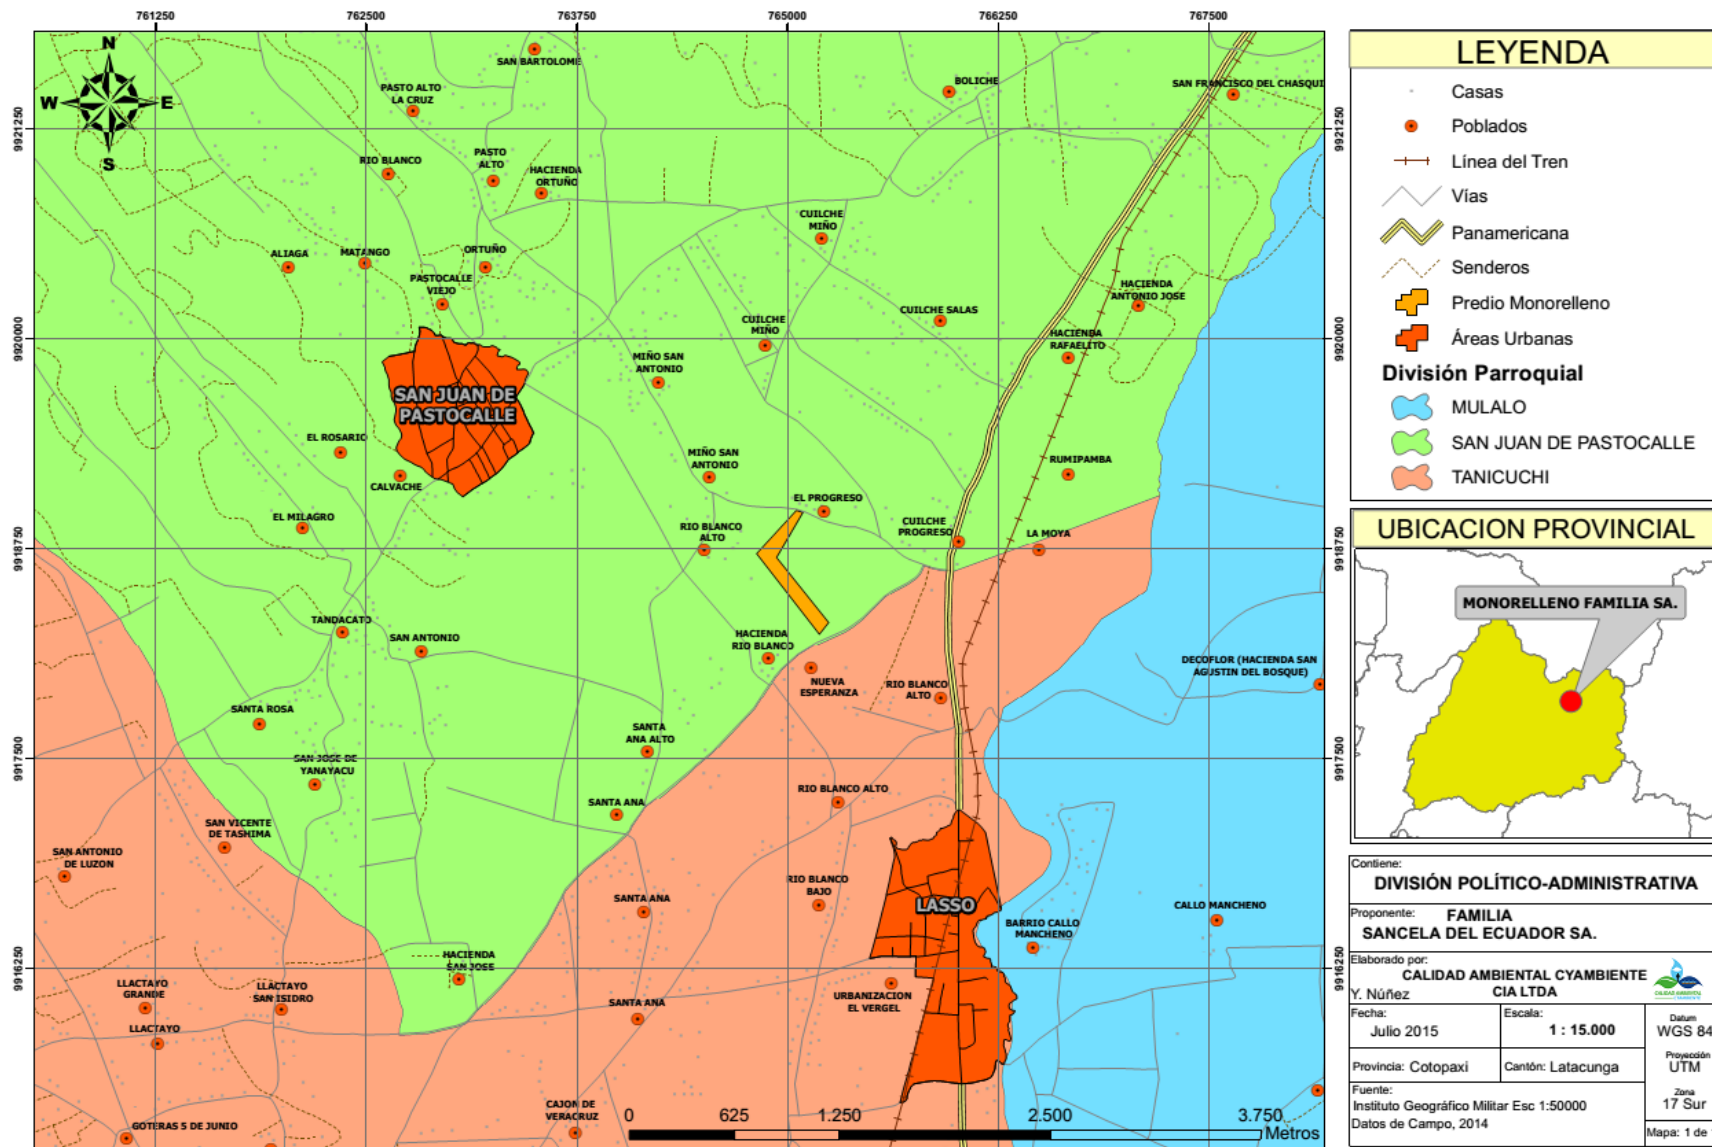 761250
762500
763750
765000
766250
767500
9921250
9920000
9918750
9917500
9916250
9921250
9920000
9918750
9917500
9916250
N
W
E
S
SAN BARTOLOME
PASTO ALTO
LA CRUZ
BOLICHE
SAN FRANCISCO DEL CHASQUI
RIO BLANCO
PASTO
ALTO
HACIENDA
ORTUÑO
CUILCHE
MIÑO
ALIAGA
MATANGO
ORTUÑO
PASTOCALLE
VIEJO
HACIENDA
ANTONIO JOSE
CUILCHE SALAS
CUILCHE
MIÑO
HACIENDA
RAFAELITO
MIÑO SAN
ANTONIO
SAN JUAN DE
PASTOCALLE
EL ROSARIO
CALVACHE
MIÑO SAN
ANTONIO
RUMIPAMBA
EL MILAGRO
EL PROGRESO
RIO BLANCO
ALTO
CUILCHE
PROGRESO
LA MOYA
TANDACATO
SAN ANTONIO
HACIENDA
RIO BLANCO
NUEVA
ESPERANZA
RIO BLANCO
ALTO
DECOFLOR (HACIENDA SAN
AGUSTIN DEL BOSQUE)
SANTA ROSA
SANTA
ANA ALTO
SAN JOSE DE
YANAYACU
SANTA ANA
RIO BLANCO ALTO
SAN VICENTE
DE TASHIMA
SAN ANTONIO
DE LUZON
RIO BLANCO
BAJO
SANTA ANA
LASSO
CALLO MANCHENO
BARRIO CALLO
MANCHENO
HACIENDA
SAN JOSE
LLACTAYO
GRANDE
LLACTAYO
SAN ISIDRO
SANTA ANA
URBANIZACION
EL VERGEL
LLACTAYO
CAJON DE
VERACRUZ
GOTERAS 5 DE JUNIO
0
625
1.250
2.500
3.750
Metros
LEYENDA
Casas
Poblados
Línea del Tren
Vías
Panamericana
Senderos
Predio Monorelleno
Áreas Urbanas
División Parroquial
MULALO
SAN JUAN DE PASTOCALLE
TANICUCHI
UBICACION PROVINCIAL
MONORELLENO FAMILIA SA.
Contiene:
DIVISIÓN POLÍTICO-ADMINISTRATIVA
Proponente: FAMILIA
SANCELA DEL ECUADOR SA.
Elaborado por:
CALIDAD AMBIENTAL CYAMBIENTE
Y. Núñez CIA LTDA
Fecha:
Julio 2015
Escala:
1 : 15.000
Datum
WGS 84
Provincia: Cotopaxi
Cantón: Latacunga
Proyección
UTM
Fuente:
Instituto Geográfico Militar Esc 1:50000
Datos de Campo, 2014
Zona
17 Sur
Mapa: 1 de